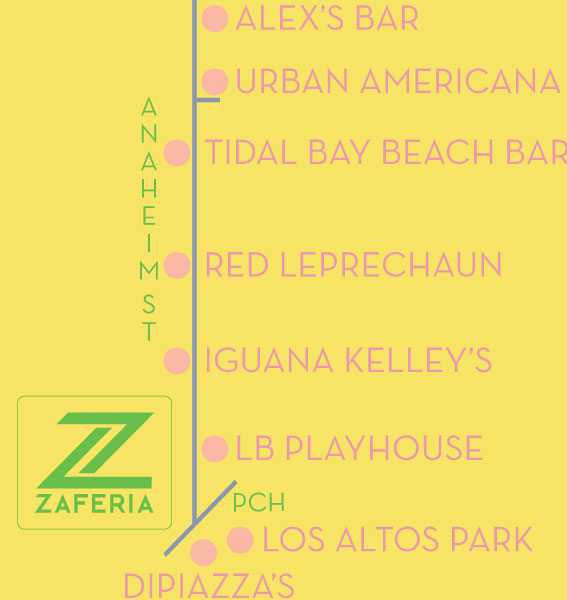 ALEX'S BAR
URBAN AMERICANA
ANAHEIM ST
TIDAL BAY BEACH BAR
RED LEPRECHAUN
IGUANA KELLEY'S
LB PLAYHOUSE
ZAFERIA
PCH
LOS ALTOS PARK
DIPIAZZA'S